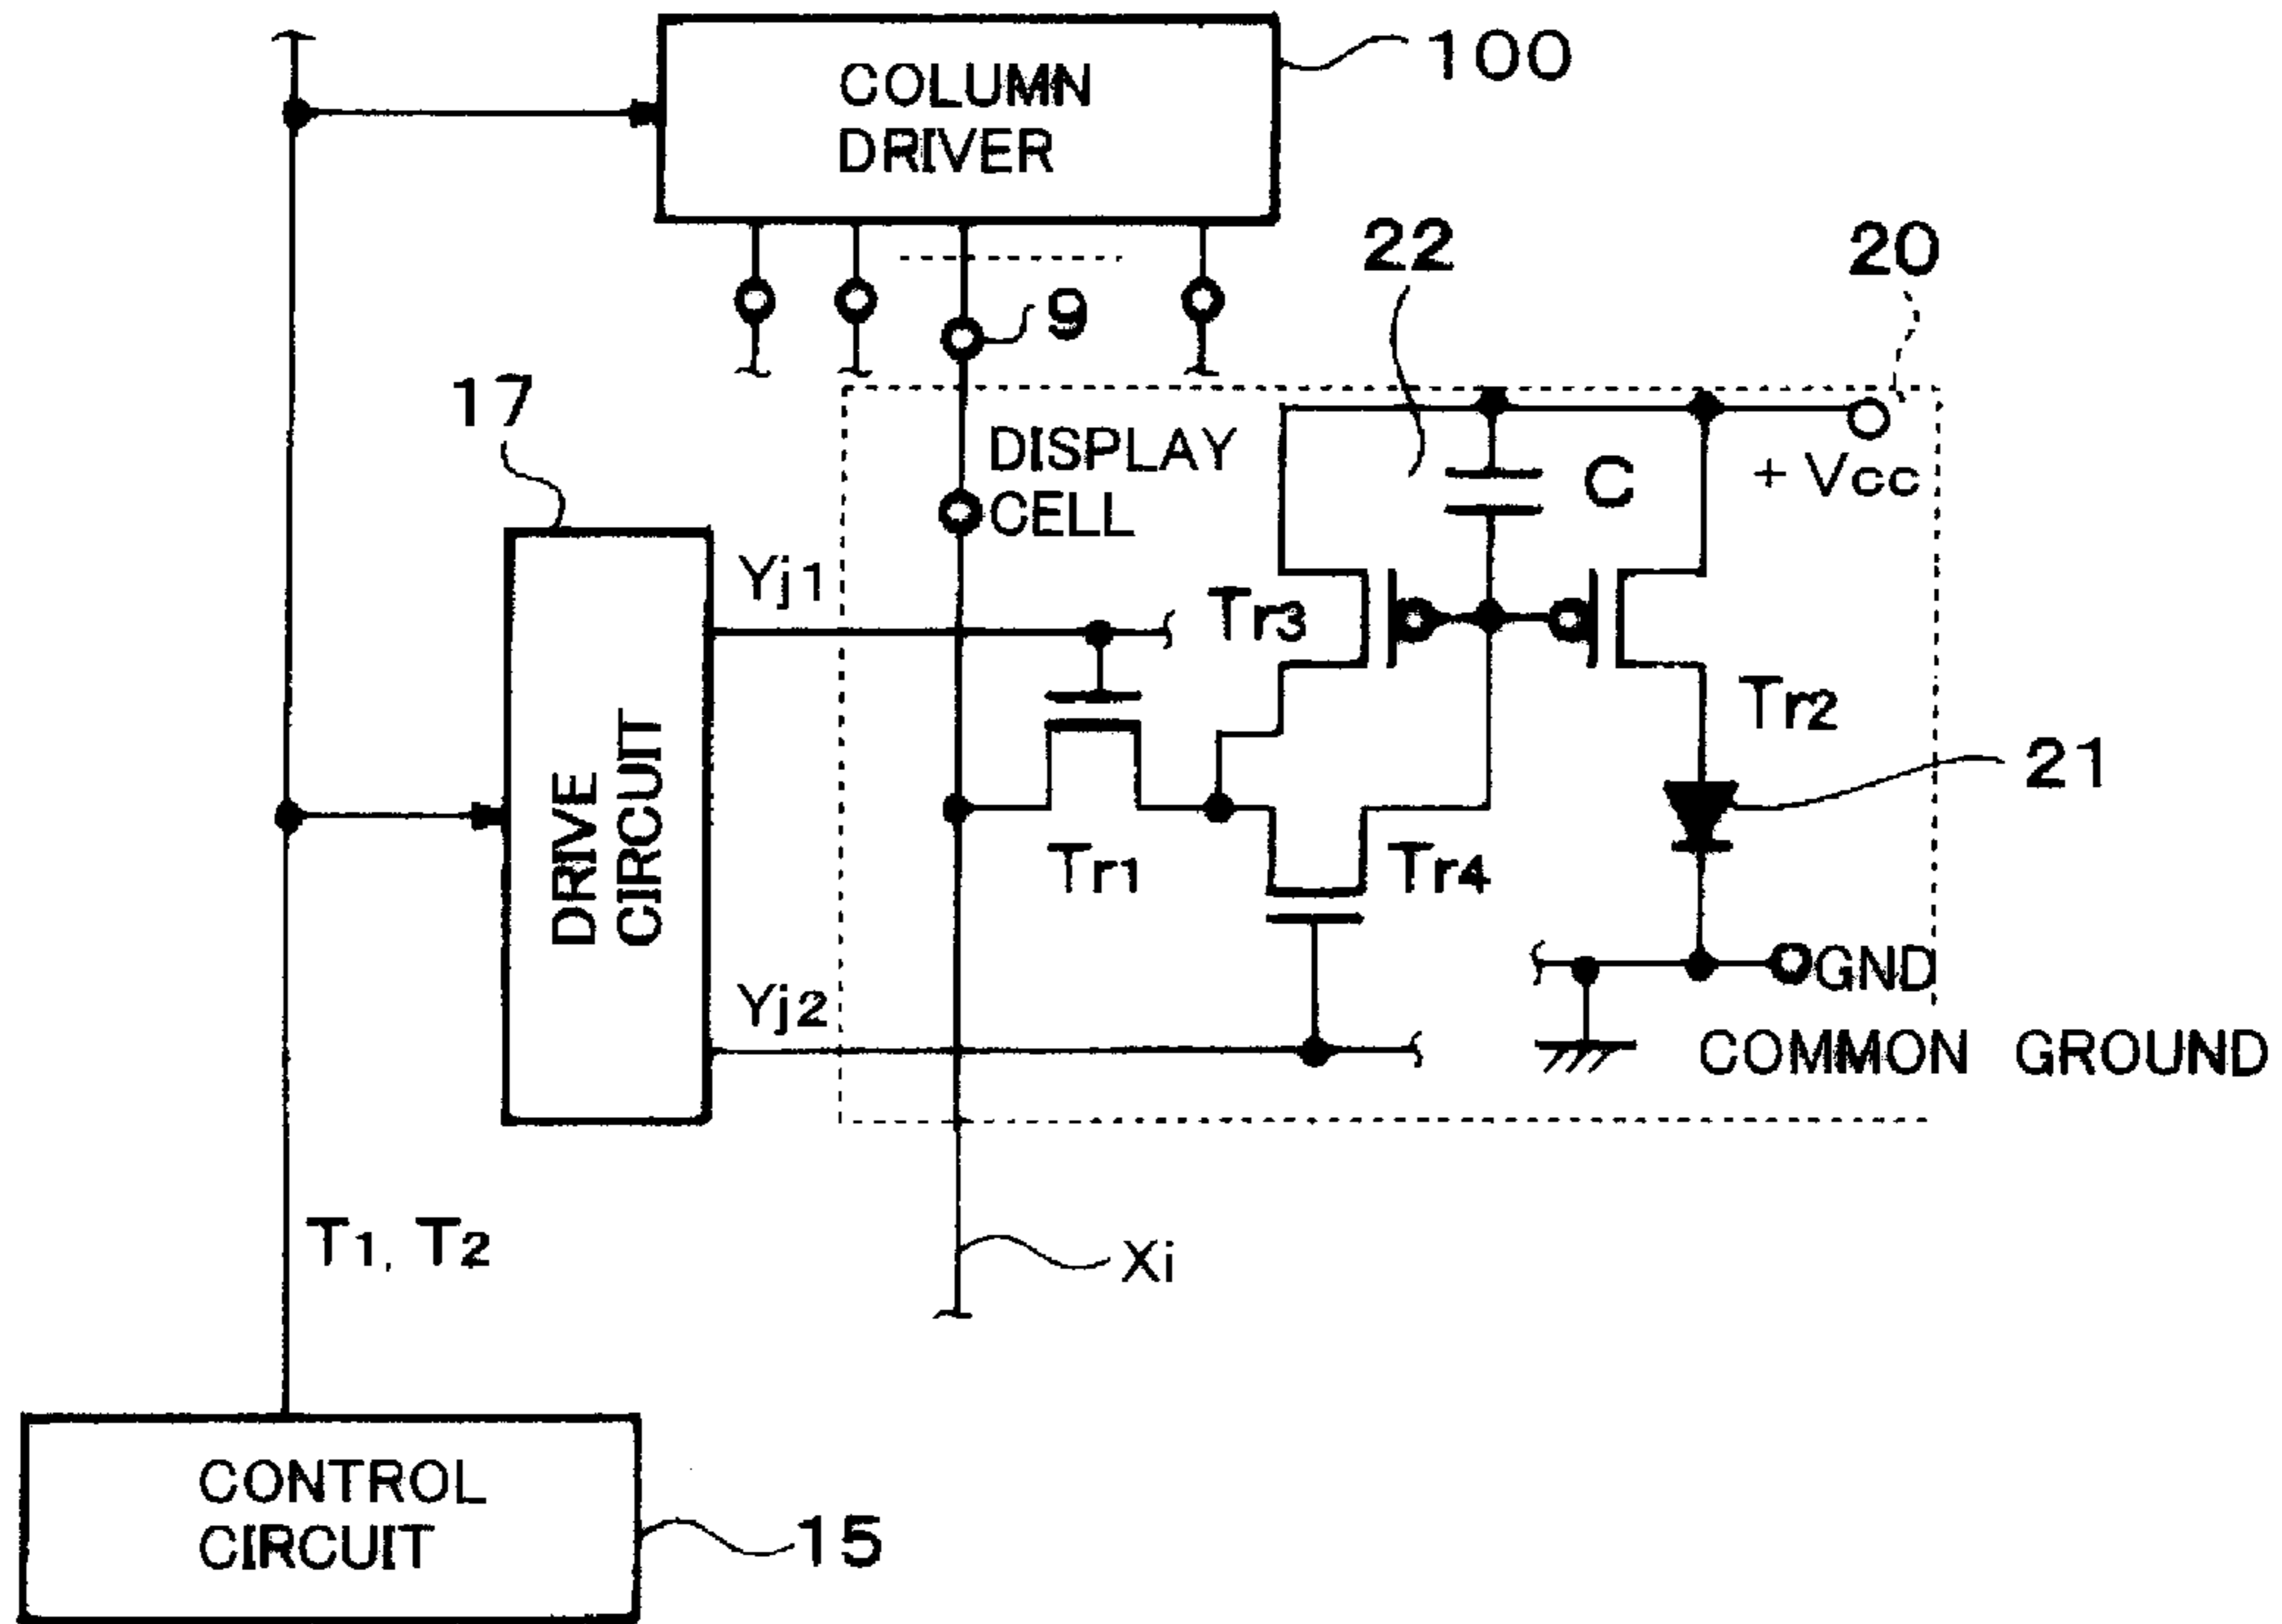 100
COLUMN
DRIVER
22
20
9
17
DISPLAY
CELL
C
+ Vcc
Yj1
Tr3
Tr2
21
DRIVE
CIRCUIT
Tr1
Tr4
GND
Yj2
COMMON GROUND
T1, T2
Xi
CONTROL
CIRCUIT
15